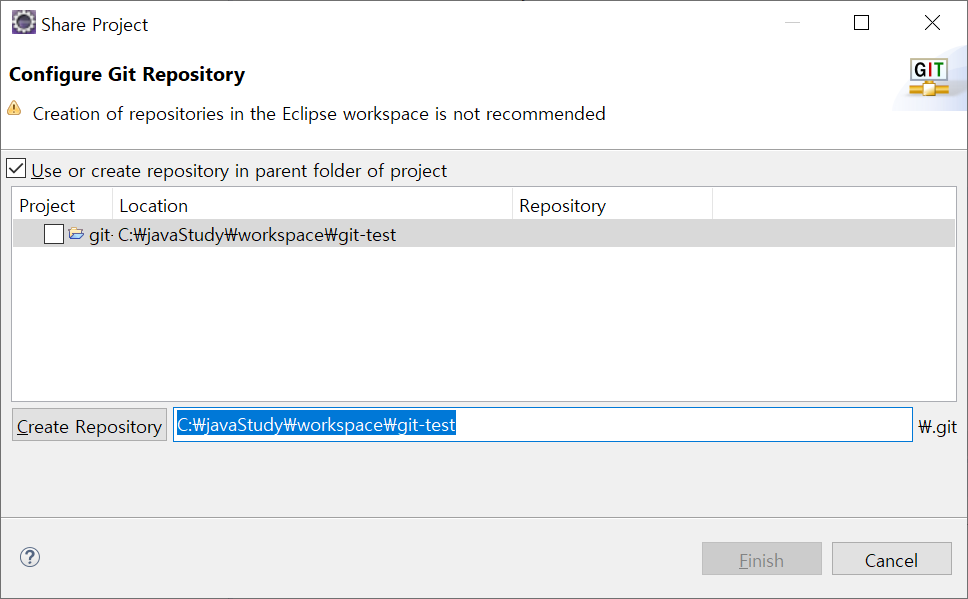 Share Project
Configure Git Repository
GIT
Creation of repositories in the Eclipse workspace is not recommended
Use or create repository in parent folder of project
Project Location Repository
git- C:₩javaStudy₩workspace₩git-test
Create Repository C:₩javaStudy₩workspace₩git-test ₩.git
? Finish Cancel